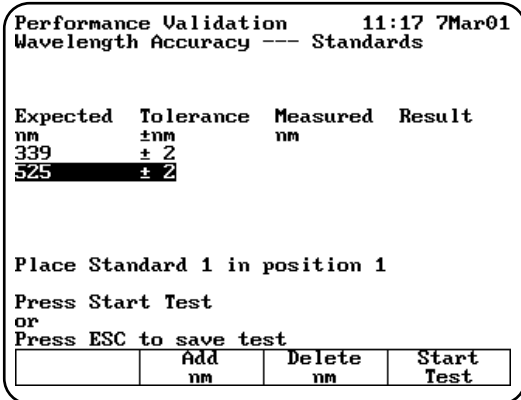 Performance Validation 11:17 7Mar01
Wavelength Accuracy --- Standards
Expected Tolerance Measured Result
nm ±nm nm
339 ± 2
525 ± 2
Place Standard 1 in position 1
Press Start Test
or
Press ESC to save test
Add Delete Start
nm nm Test